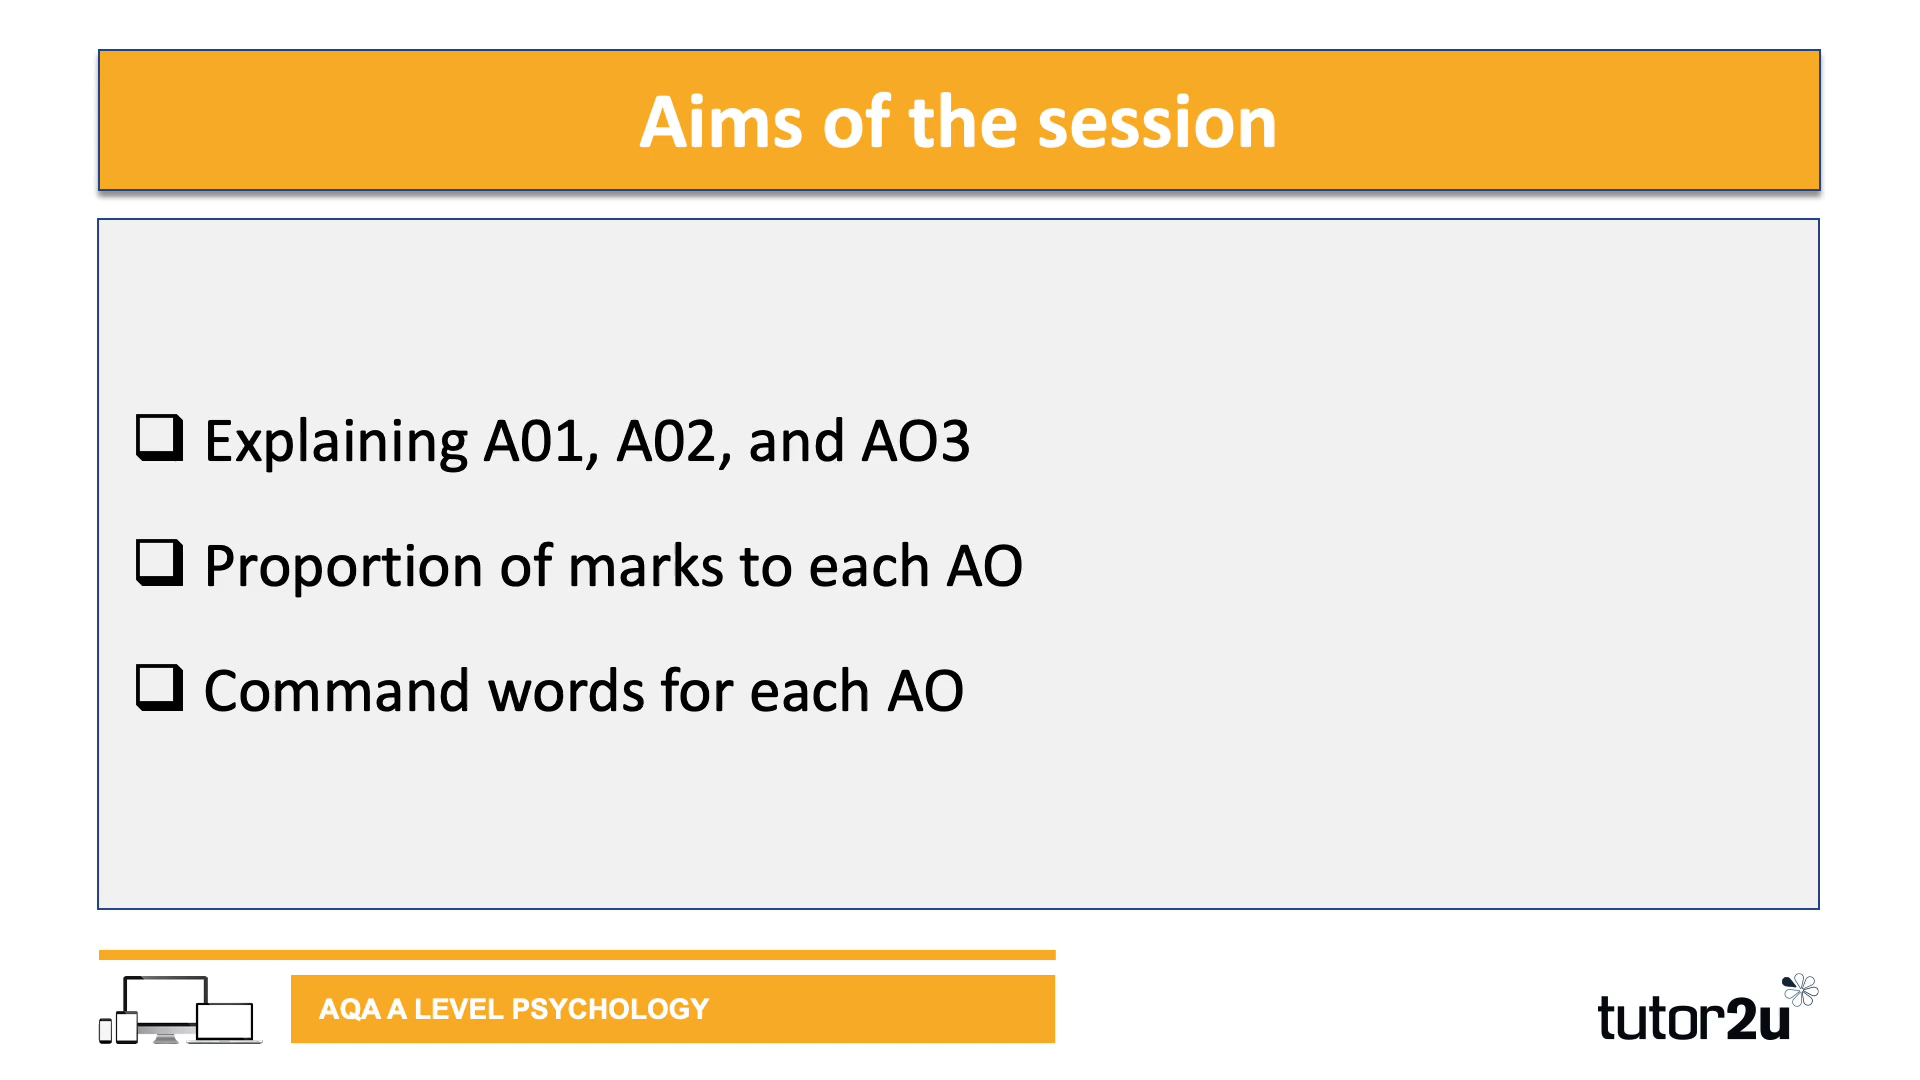 Aims of the session
Explaining A01, A02, and AO3
Proportion of marks to each AO
Command words for each AO
AQA A LEVEL PSYCHOLOGY
tutor2u